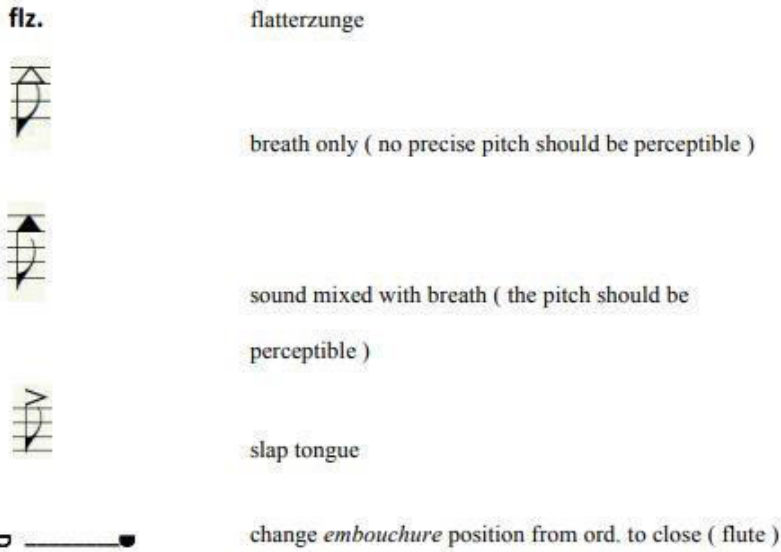 flz. flatterzunge
breath only ( no precise pitch should be perceptible )
sound mixed with breath ( the pitch should be
perceptible )
slap tongue
change embouchure position from ord. to close ( flute )